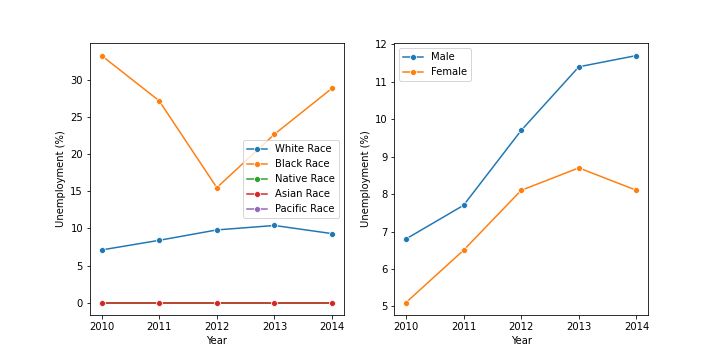 30
25
20
15
10
5
0
Unemployment (%)
2010 2011 2012 2013 2014
Year
White Race
Black Race
Native Race
Asian Race
Pacific Race
12
11
10
9
8
7
6
5
Unemployment (%)
2010 2011 2012 2013 2014
Year
Male
Female